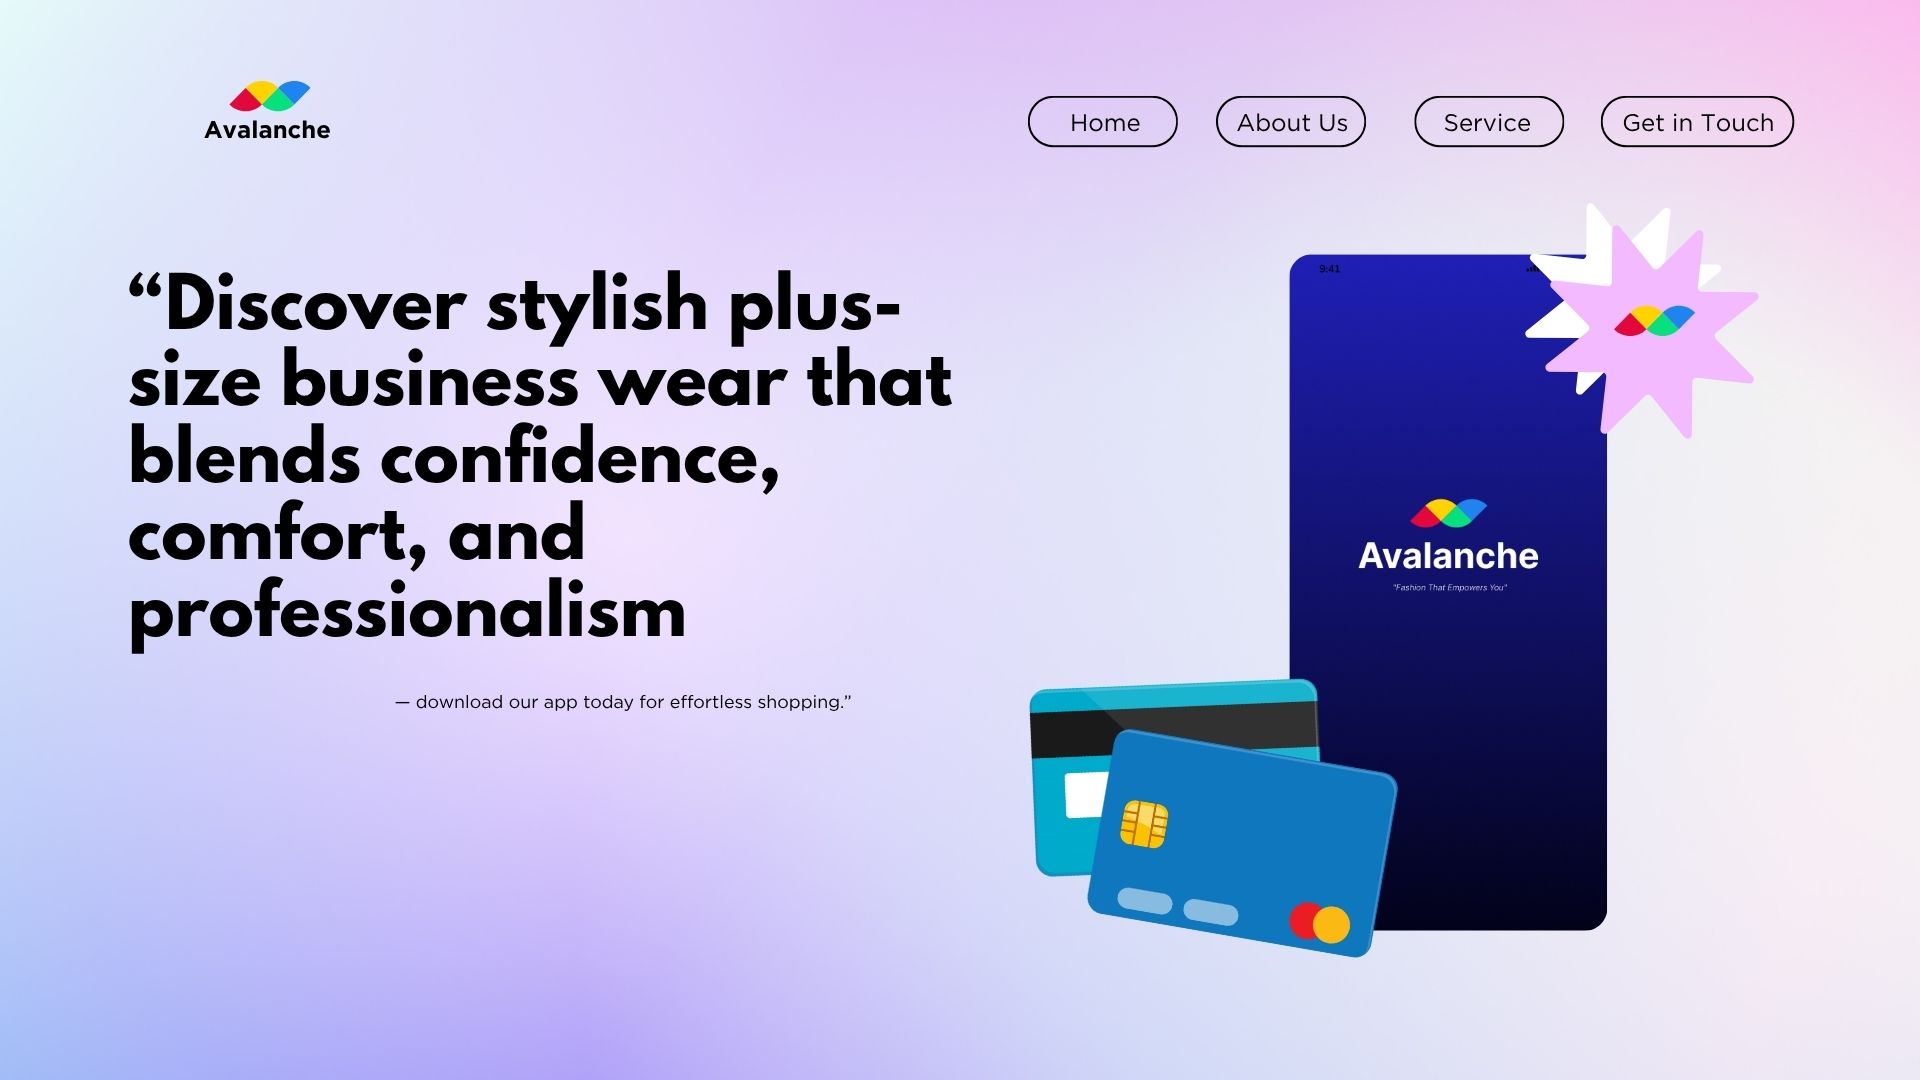 Avalanche
Home
About Us
Service
Get in Touch
“Discover stylish plus-
size business wear that
blends confidence,
comfort, and
professionalism
— download our app today for effortless shopping.”
9:41
Avalanche
"Fashion That Empowers You"